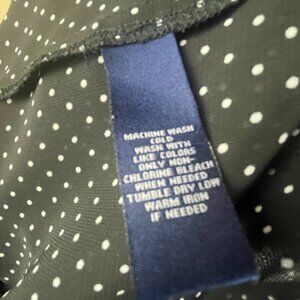 MACHINE WASH
COLD
WASH WITH
LIKE COLORS
ONLY NON-
CHLORINE BLEACH
WHEN NEEDED
TUMBLE DRY LOW
WARM IRON
IF NEEDED